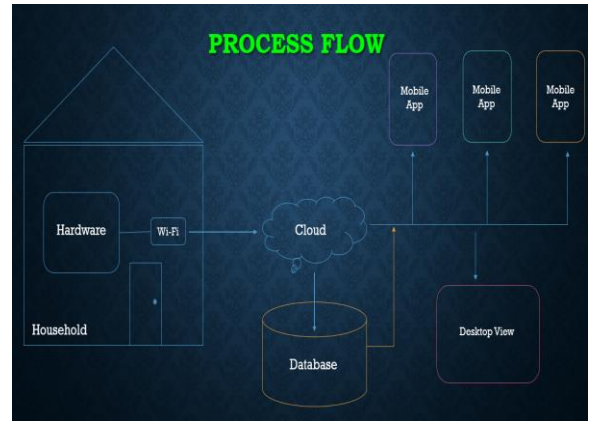 PROCESS FLOW
Mobile
App
Mobile
App
Mobile
App
Hardware
Wi-Fi
Cloud
Household
Database
Desktop View